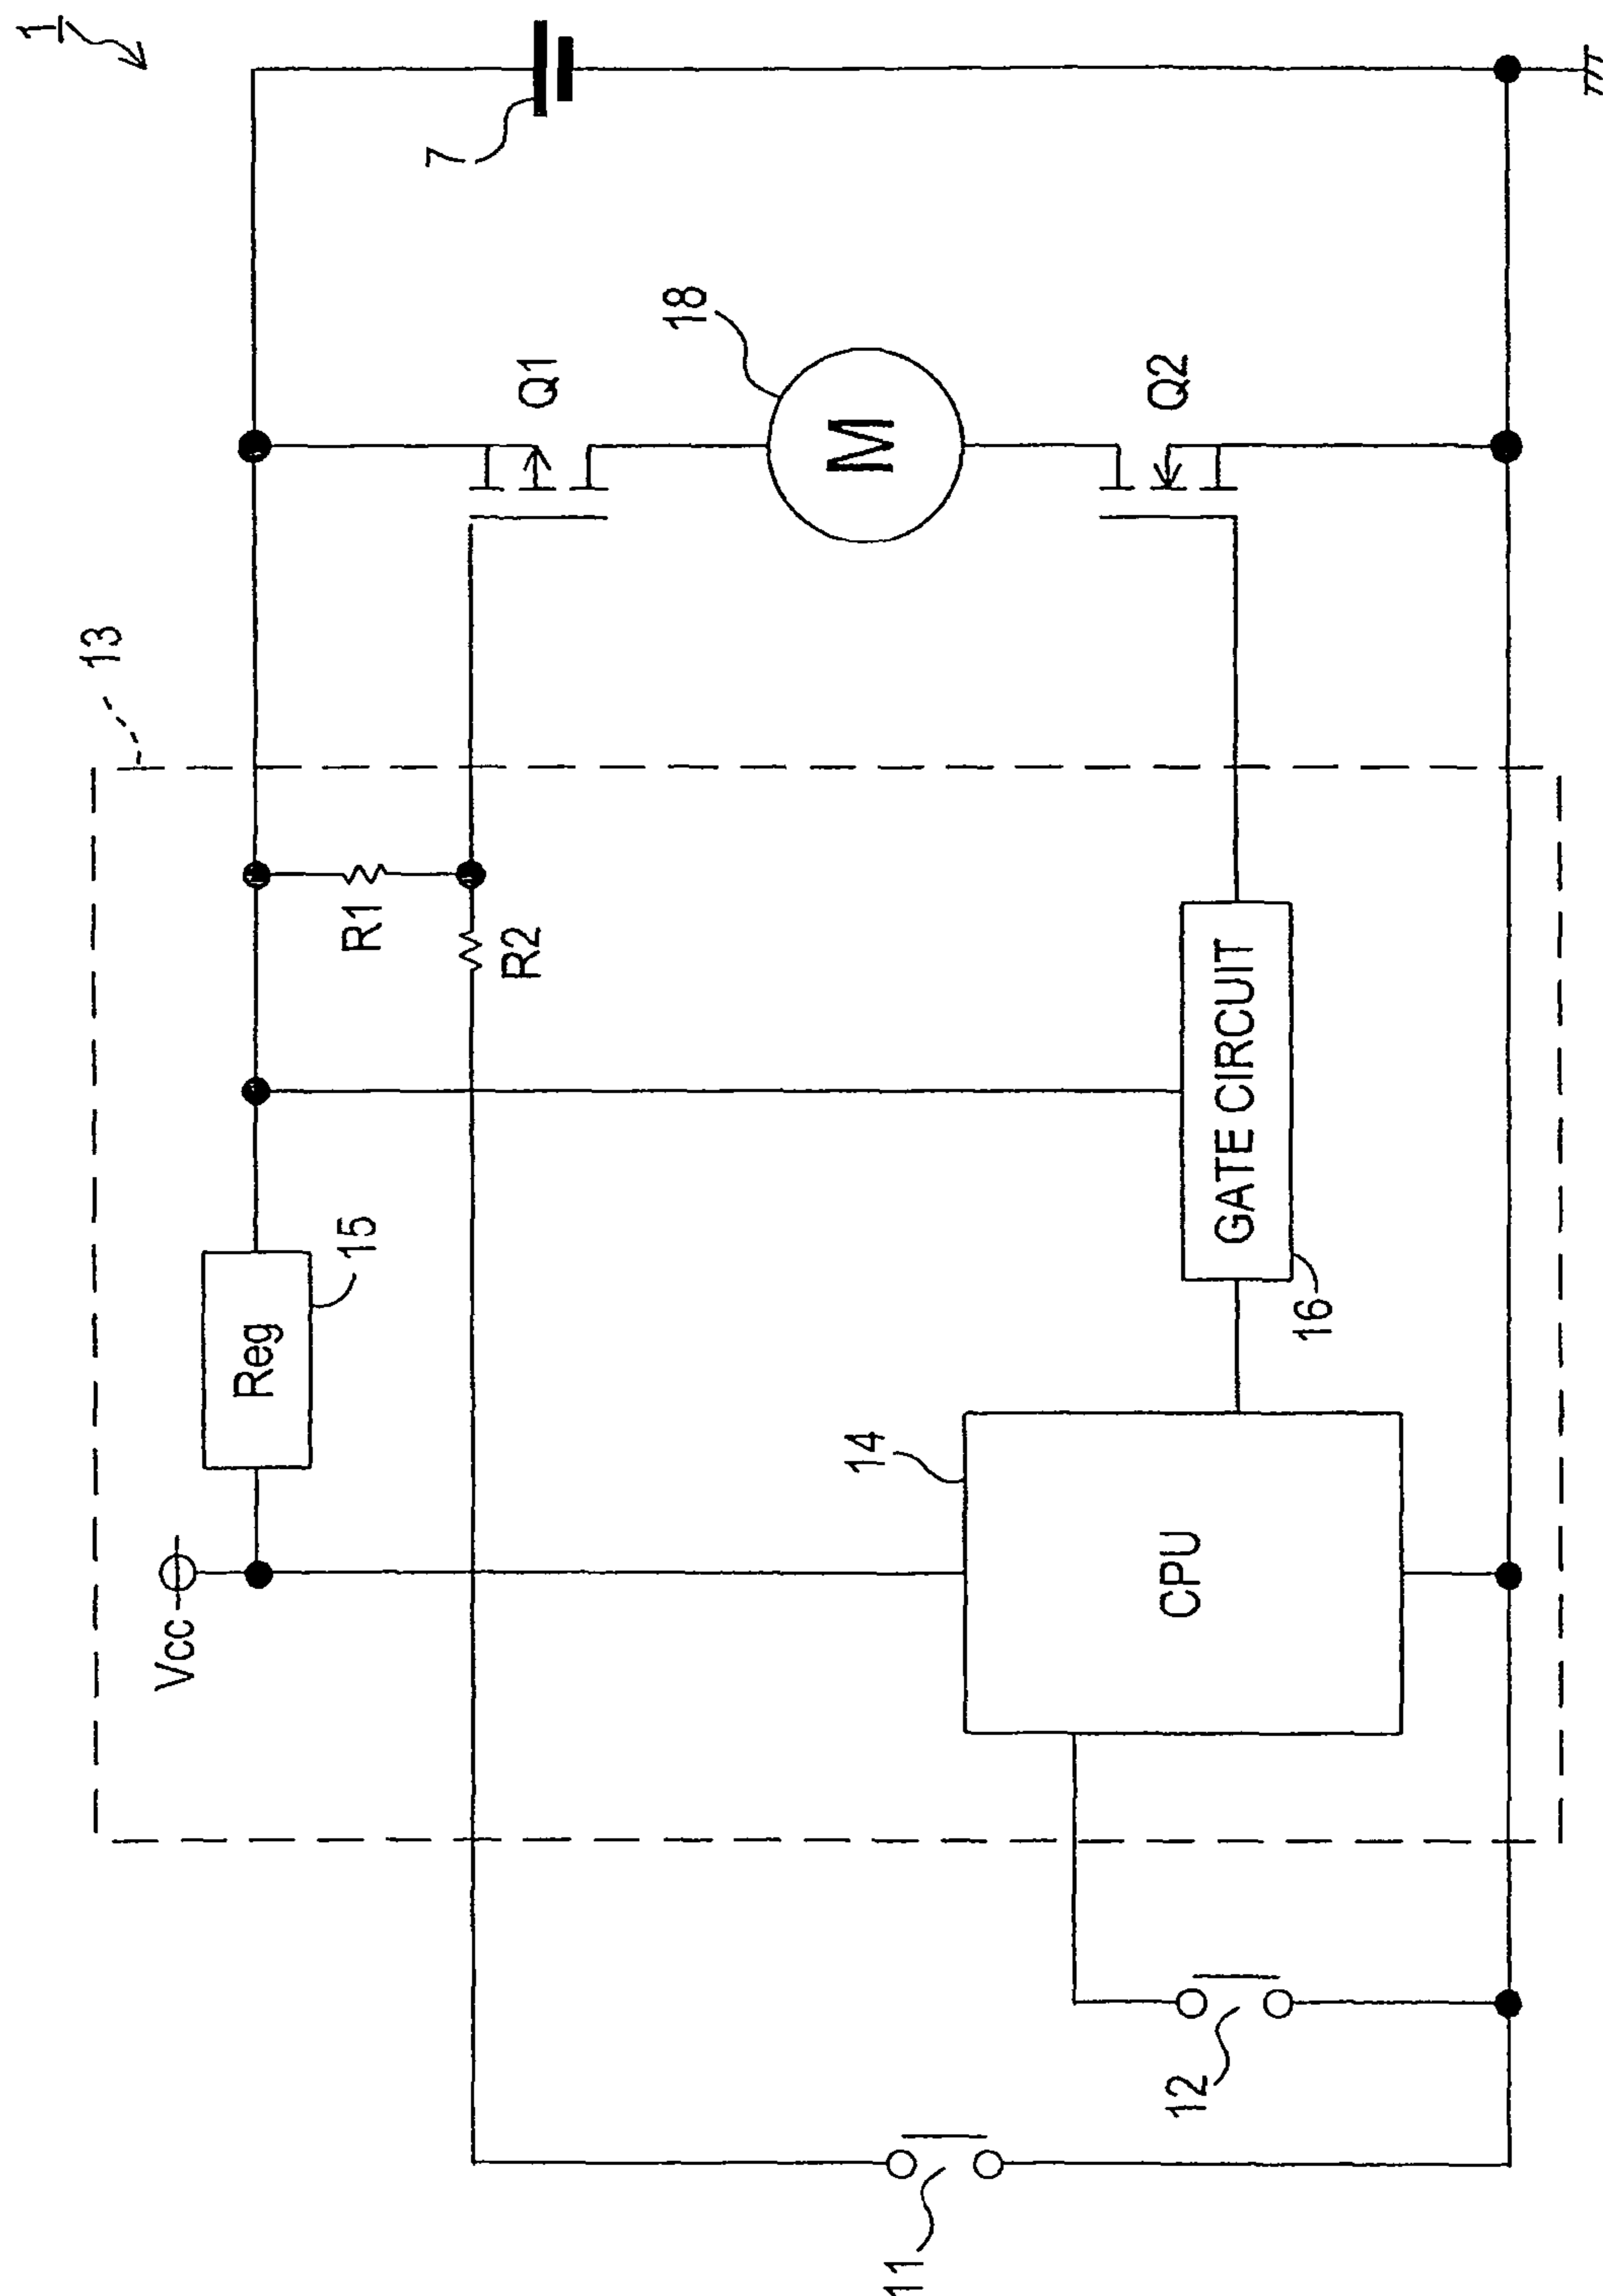 1
7
18
Q1
M
Q2
13
R1
R2
Reg
15
GATE CIRCUIT
16
Vcc
14
CPU
12
11